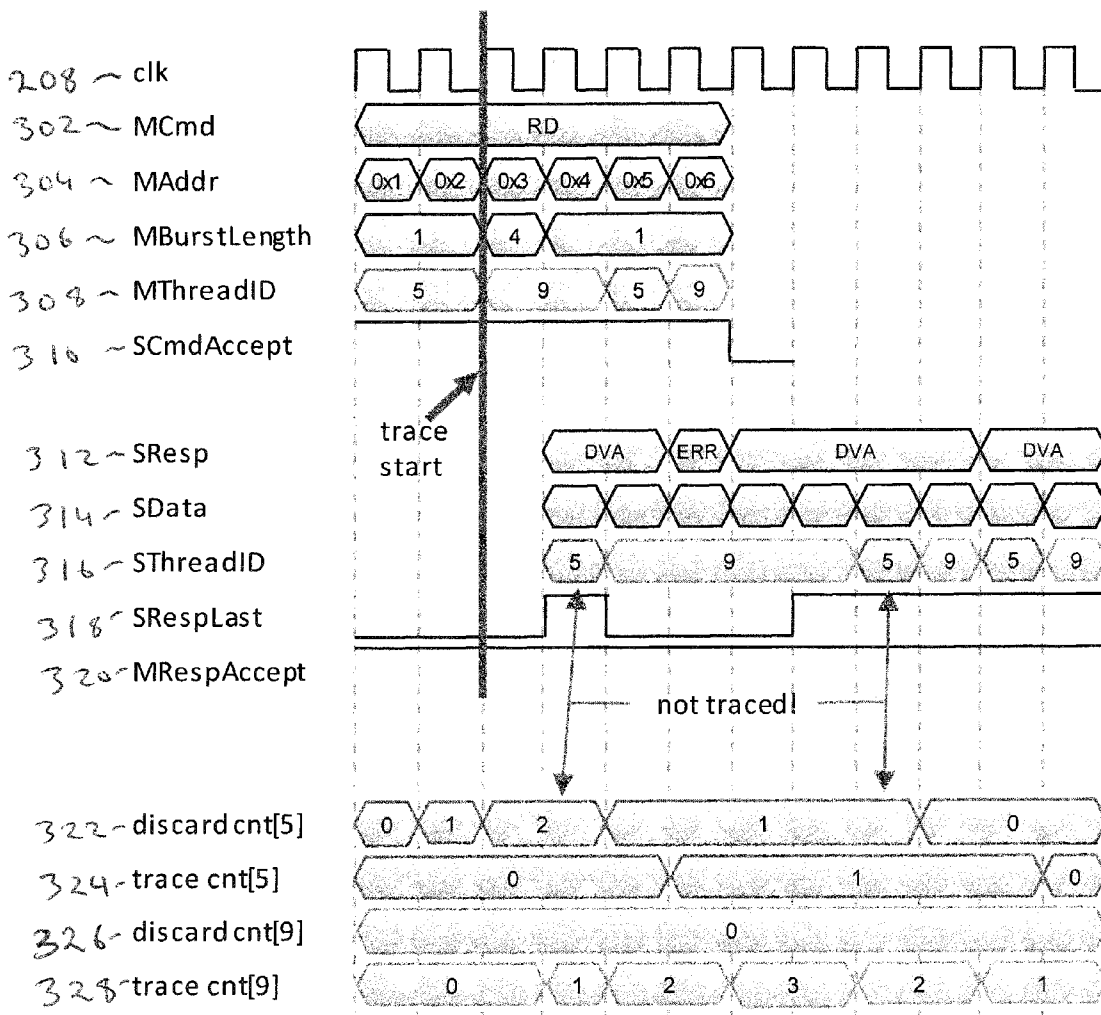 208 ~ clk
302 ~ MCmd RD
304 ~ MAddr 0x1 0x2 0x3 0x4 0x5 0x6
306 ~ MBurstLength 1 4 1
308 ~ MThreadID 5 9 5 9
310 ~ SCmdAccept
trace
start
312 ~ SResp DVA ERR DVA DVA
314 - SData
316 ~ SThreadID 5 9 5 9 5 9
318 - SRespLast
320 - MRespAccept
not traced!
322 - discard cnt[5] 0 1 2 1 0
324 - trace cnt[5] 0 1 0
326 - discard cnt[9] 0
328 - trace cnt[9] 0 1 2 3 2 1